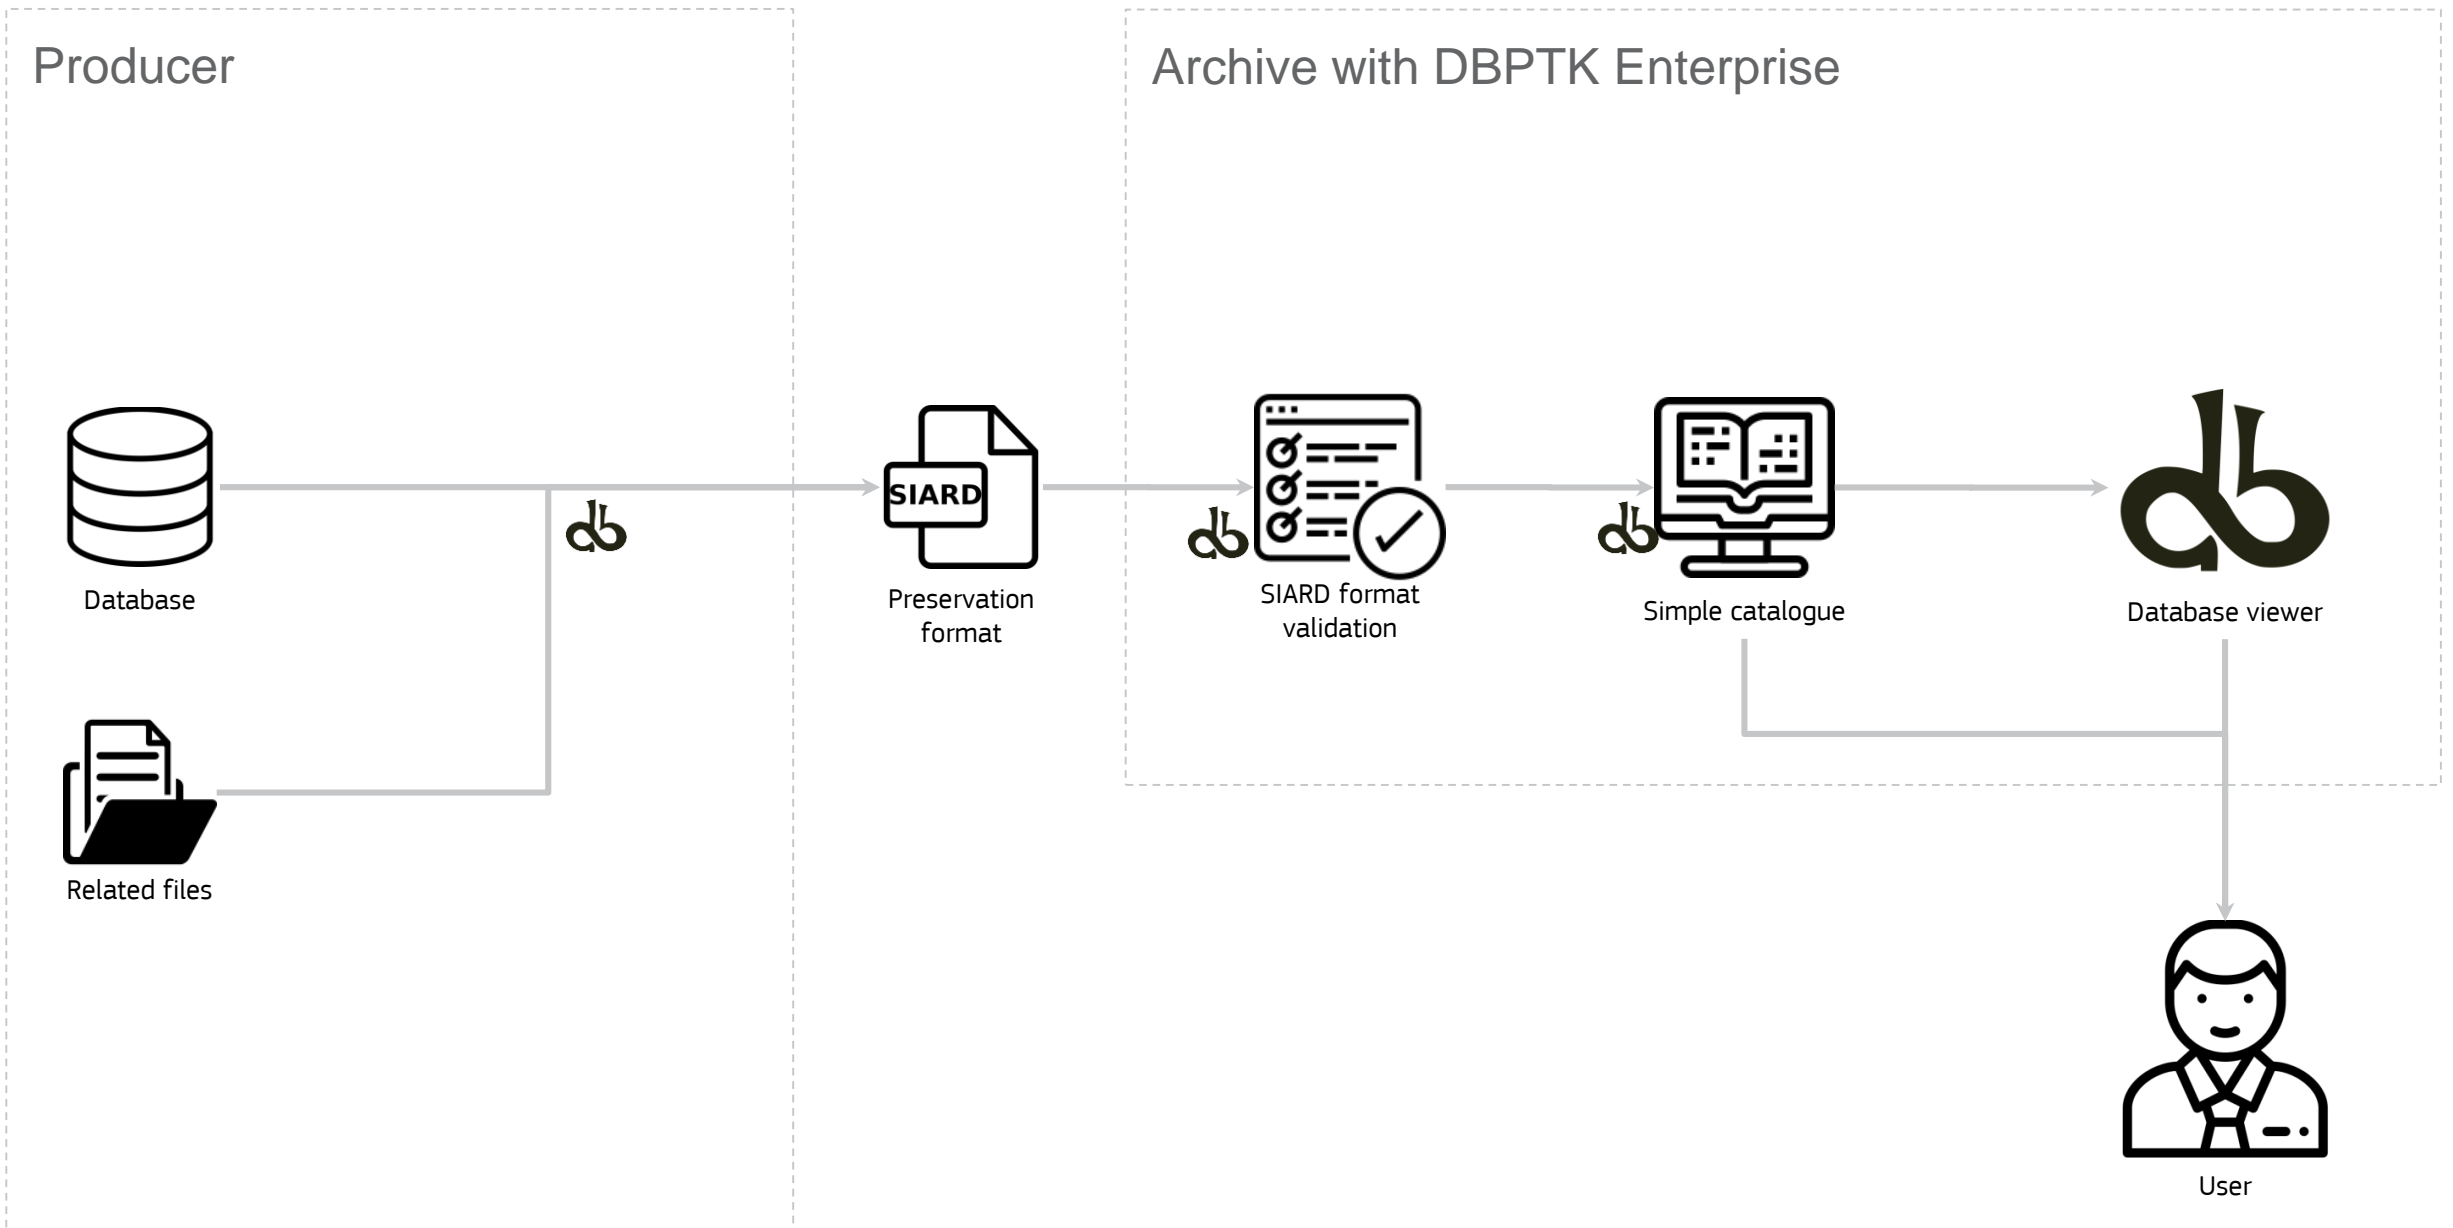 Producer
Archive with DBPTK Enterprise
SIARD
Database
Preservation
format
SIARD format
validation
Simple catalogue
Database viewer
Related files
User